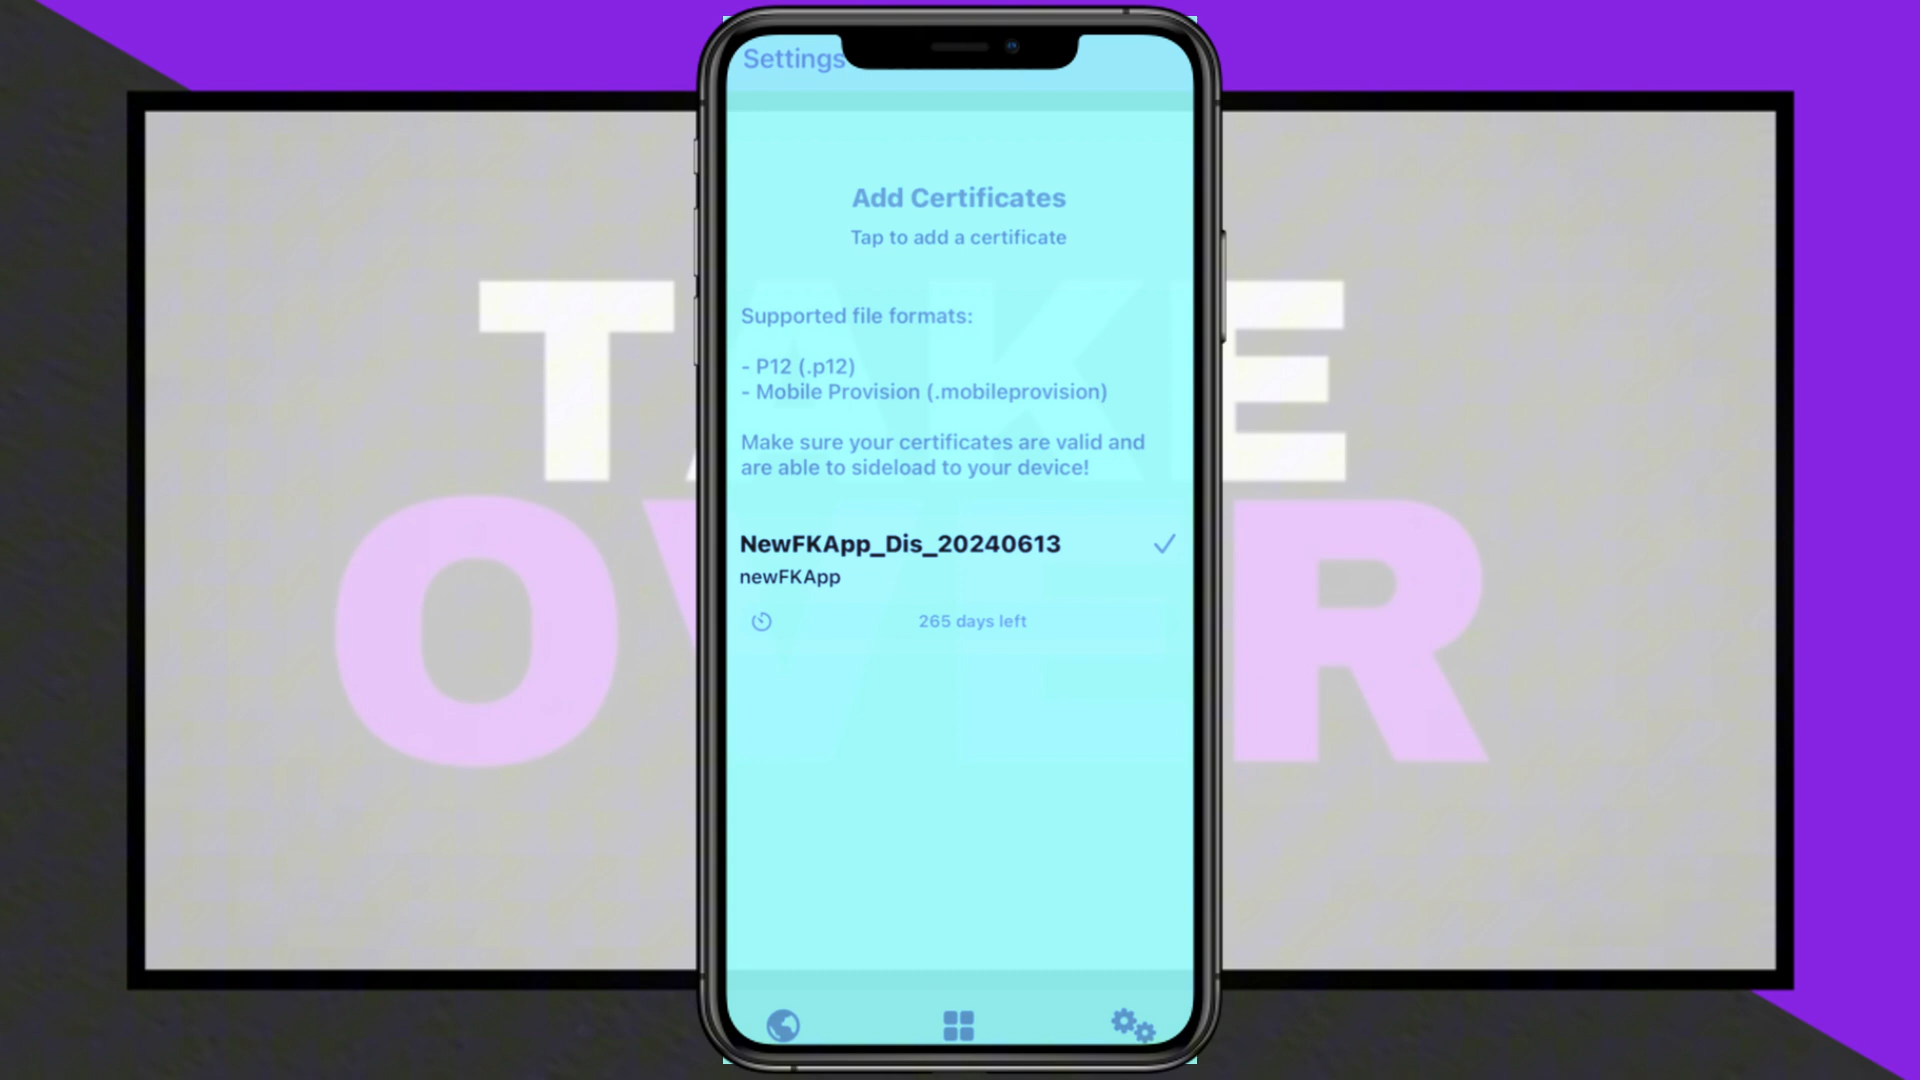 Settings
Add Certificates
Tap to add a certificate
Supported file formats:
- P12 (.p12)
- Mobile Provision (.mobileprovision)
Make sure your certificates are valid and
are able to sideload to your device!
NewFKApp_Dis_20240613
newFKApp
265 days left
TAKE
OVER